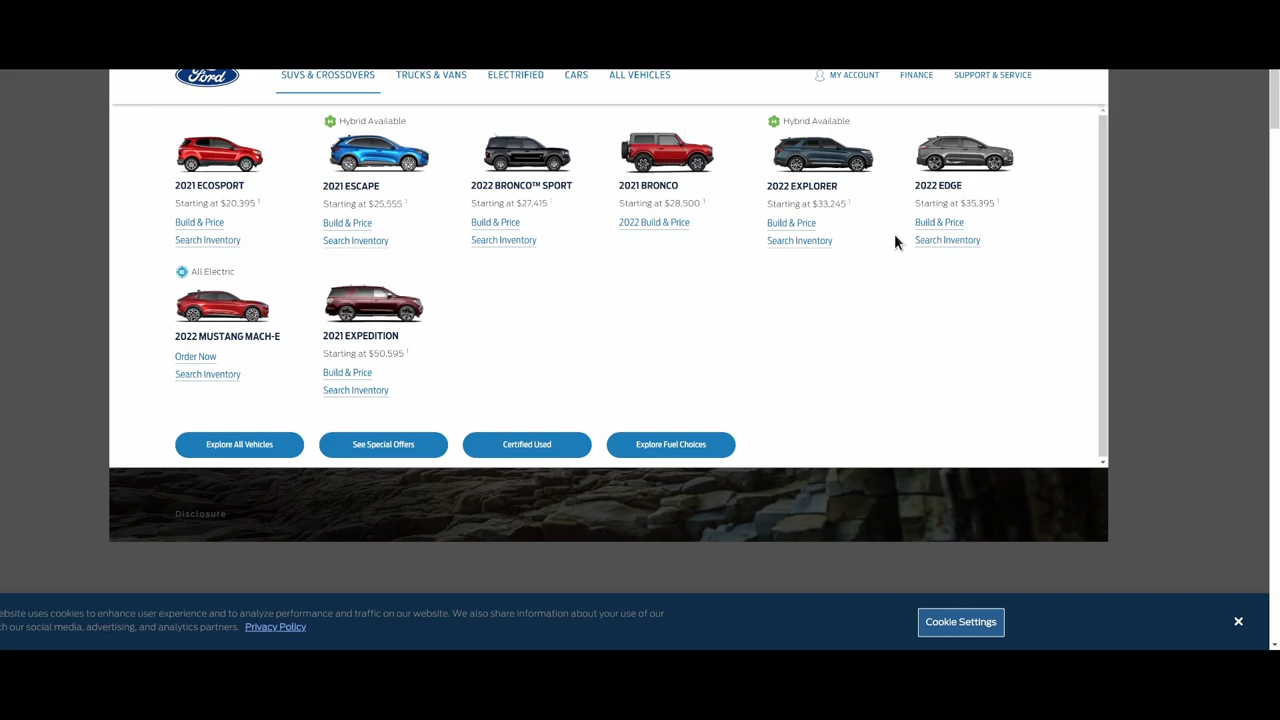 Ford
SUVS & CROSSOVERS TRUCKS & VANS ELECTRIFIED CARS ALL VEHICLES MY ACCOUNT FINANCE SUPPORT & SERVICE
Hybrid Available Hybrid Available
2021 ECOSPORT 2021 ESCAPE 2022 BRONCO™ SPORT 2021 BRONCO 2022 EXPLORER 2022 EDGE
Starting at $20,395 1 Starting at $25,555 1 Starting at $27,415 1 Starting at $28,500 1 Starting at $33,245 1 Starting at $35,395 1
Build & Price Build & Price Build & Price 2022 Build & Price Build & Price Build & Price
Search Inventory Search Inventory Search Inventory Search Inventory Search Inventory
All Electric
2022 MUSTANG MACH-E 2021 EXPEDITION
Starting at $50,595 1
Order Now Build & Price
Search Inventory Search Inventory
Explore All Vehicles See Special Offers Certified Used Explore Fuel Choices
Disclosure
ebsite uses cookies to enhance user experience and to analyze performance and traffic on our website. We also share information about your use of our
th our social media, advertising, and analytics partners. Privacy Policy
Cookie Settings